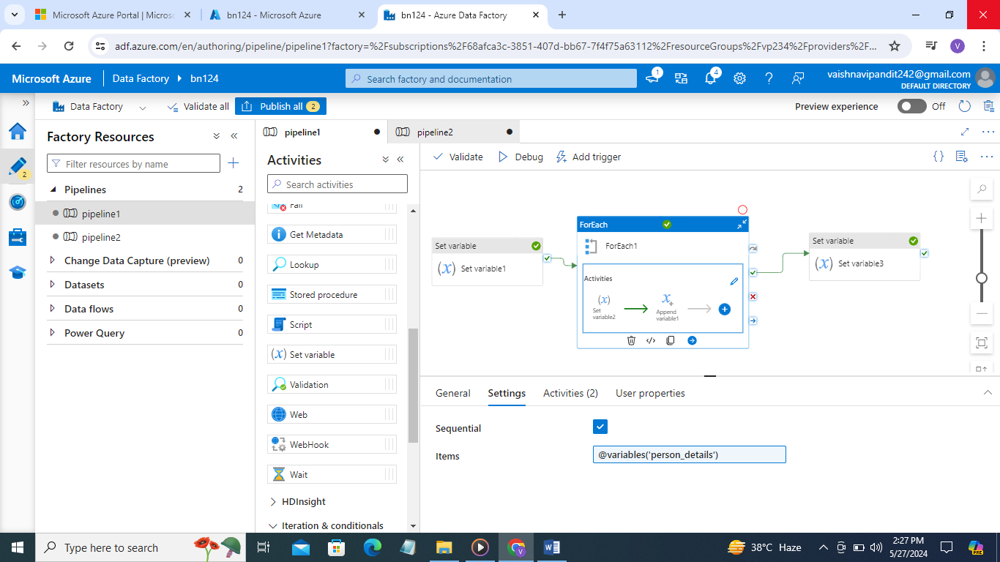 Microsoft Azure Portal | Micros
bn124 - Microsoft Azure
bn124 - Azure Data Factory
adf.azure.com/en/authoring/pipeline/pipeline1?factory=%2Fsubscriptions%2F68afca3c-3851-407d-bb67-7f4f75a63112%2FresourceGroups%2Fvp234%2Fproviders%2F...
V
Microsoft Azure
Data Factory
bn124
Search factory and documentation
1
4
vaishnavipandit242@gmail.com
DEFAULT DIRECTORY
Data Factory
Validate all
Publish all 2
Preview experience
Off
2
Factory Resources
Filter resources by name
Pipelines 2
pipeline1
pipeline2
Change Data Capture (preview) 0
Datasets 0
Data flows 0
Power Query 0
pipeline1
pipeline2
Activities
Search activities
Fail
Get Metadata
Lookup
Stored procedure
Script
Set variable
Validation
Web
WebHook
Wait
HDInsight
Iteration & conditionals
Validate
Debug
Add trigger
Set variable
(x) Set variable1
ForEach
ForEach1
Activities
(x)
Set
variable2
X+
Append
variable1
Set variable
(x) Set variable3
General
Settings
Activities (2)
User properties
Sequential
Items
@variables('person_details')
Type here to search
V
W
38°C Haze
2:27 PM
5/27/2024
PRE